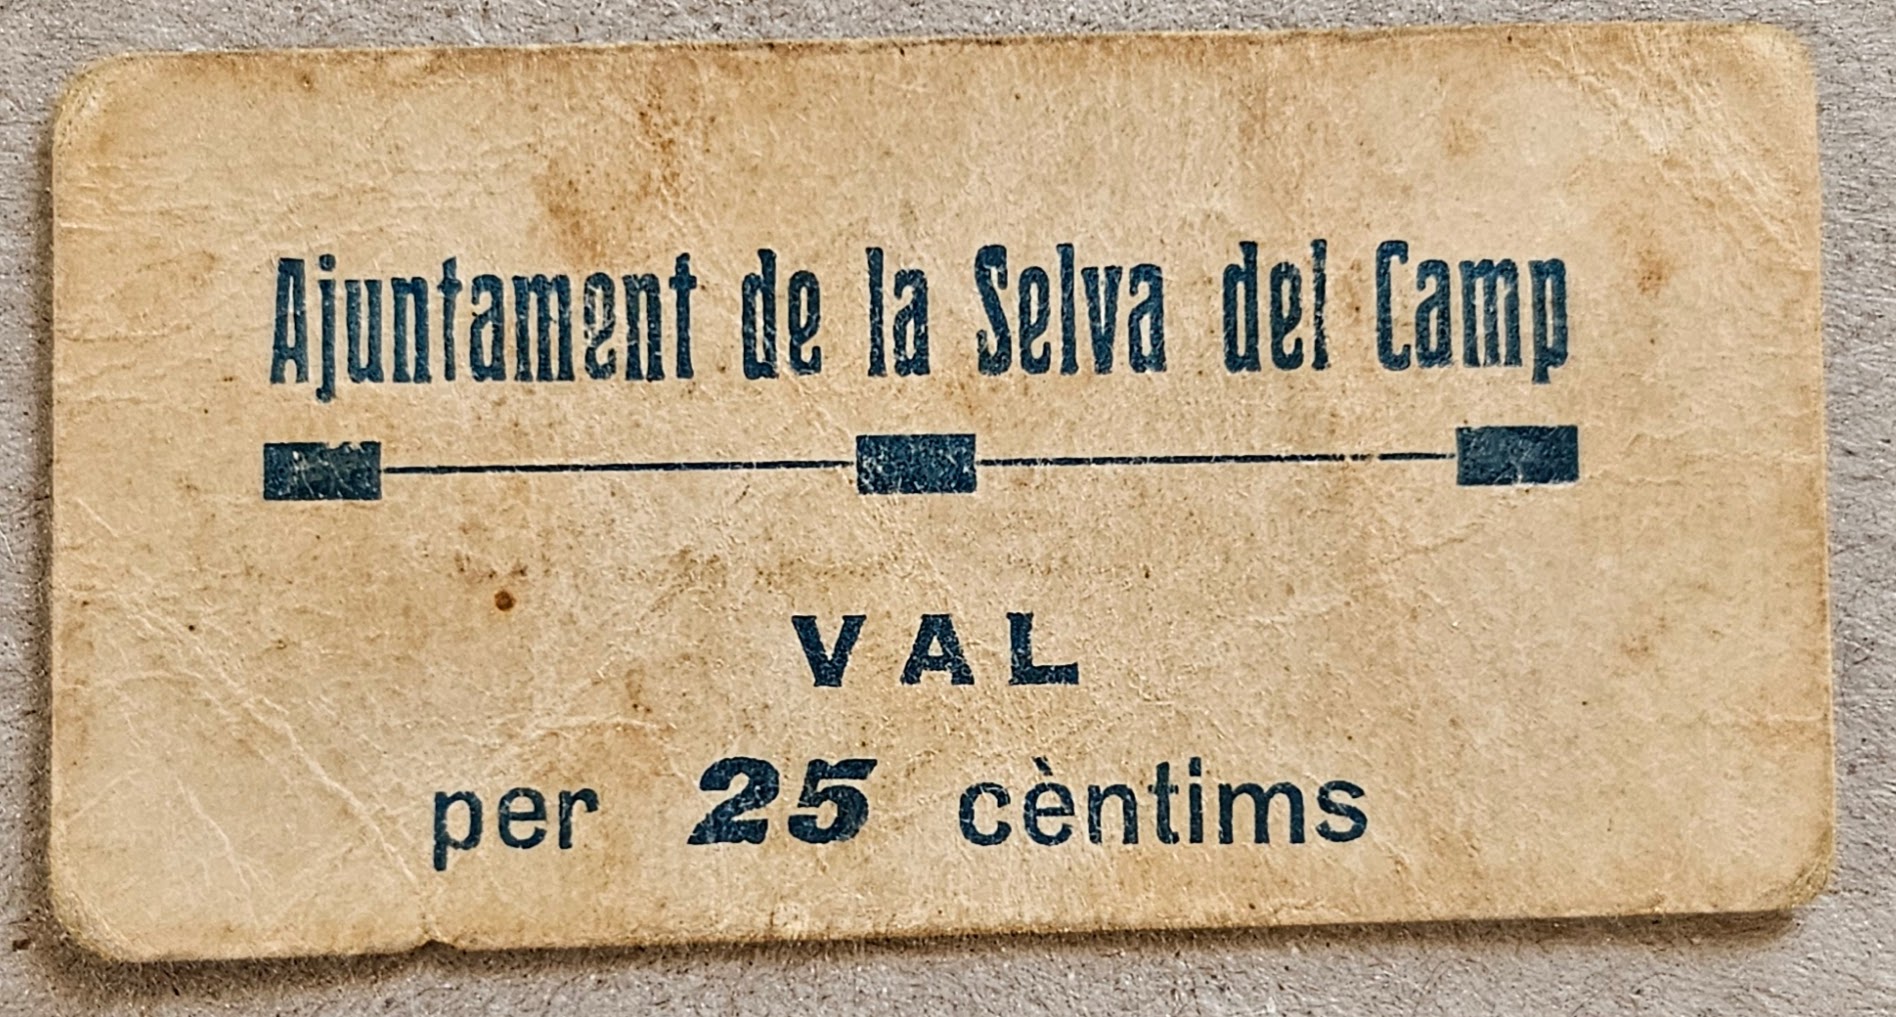 Ajuntament de la Selva del Camp
VAL
per 25 cèntims